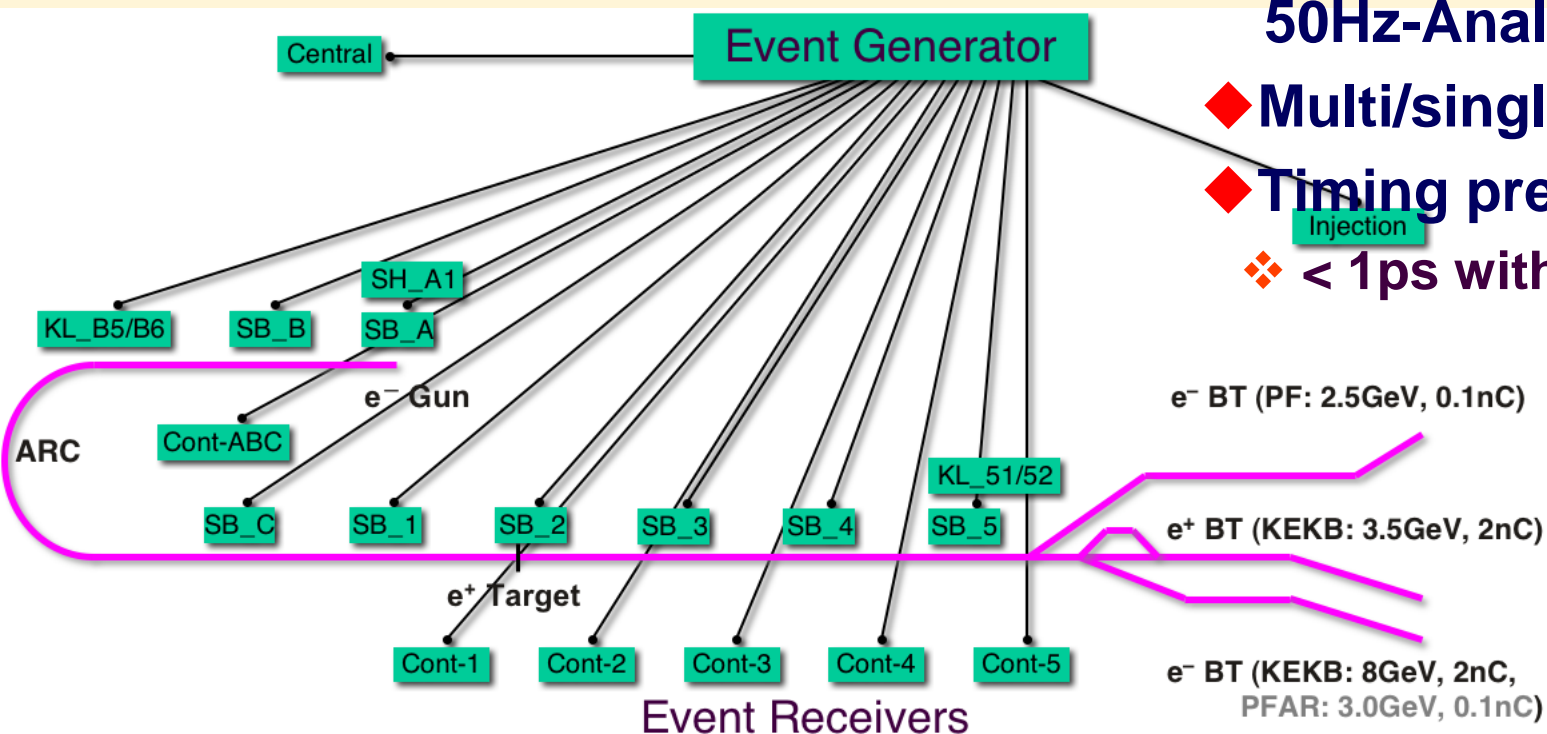 50Hz-Anal
Event Generator
Central
Multi/singl
Timing pre
Injection
< 1ps with
SH_A1
KL_B5/B6
SB_B
SB_A
e– Gun
e– BT (PF: 2.5GeV, 0.1nC)
ARC
Cont-ABC
KL_51/52
SB_C
SB_1
SB_2
SB_3
SB_4
SB_5
e+ BT (KEKB: 3.5GeV, 2nC)
e+ Target
Cont-1
Cont-2
Cont-3
Cont-4
Cont-5
e– BT (KEKB: 8GeV, 2nC,
PFAR: 3.0GeV, 0.1nC)
Event Receivers